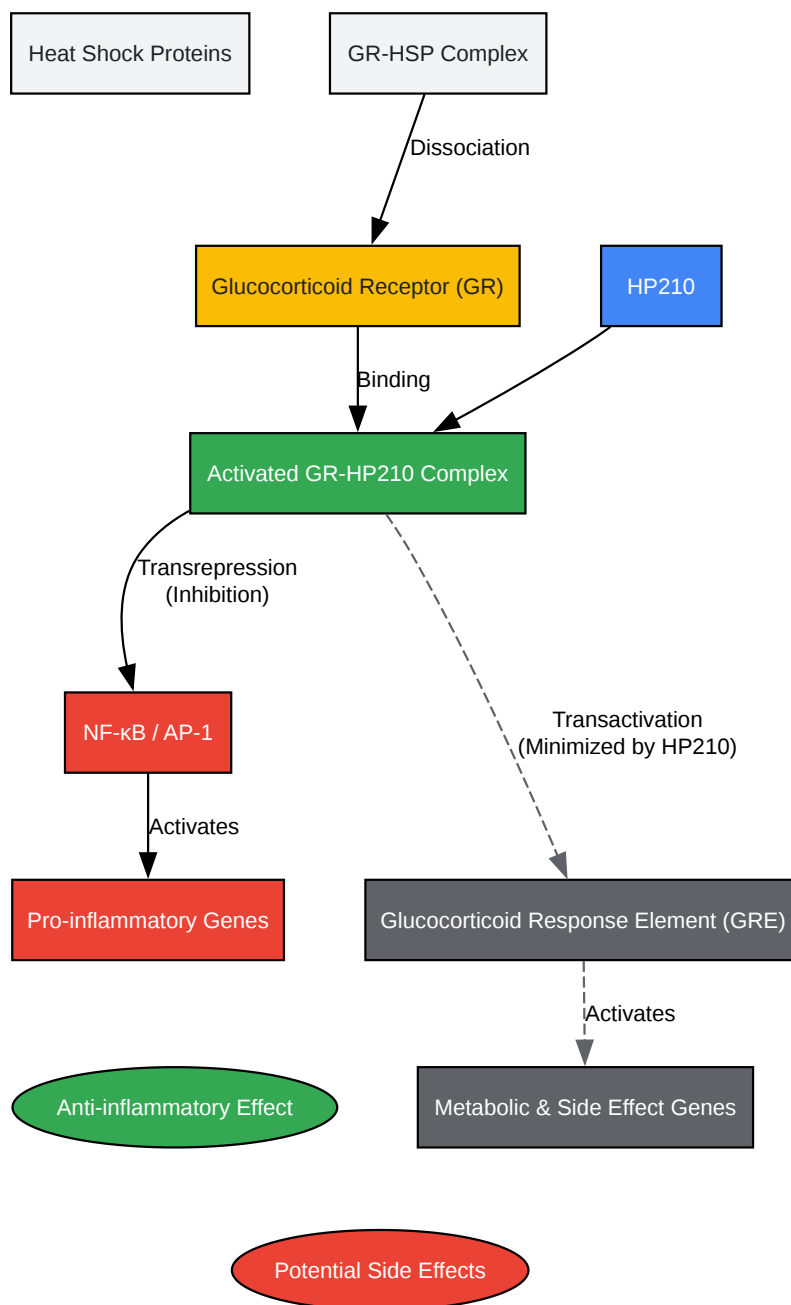 Heat Shock Proteins
GR-HSP Complex
Dissociation
Glucocorticoid Receptor (GR)
HP210
Binding
Activated GR-HP210 Complex
Transrepression
(Inhibition)
NF-κB / AP-1
Transactivation
(Minimized by HP210)
Activates
Pro-inflammatory Genes
Glucocorticoid Response Element (GRE)
Activates
Anti-inflammatory Effect
Metabolic & Side Effect Genes
Potential Side Effects